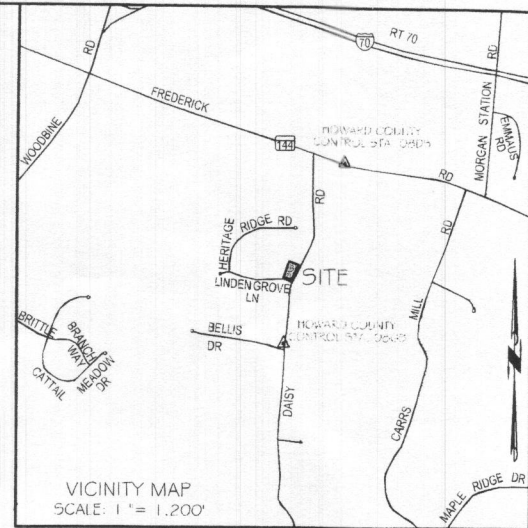 RT 70
70
RD
RD
WOODBINE
FREDERICK
144
HOWARD COUNTY
CONTROL STA.
RD
MORGAN STATION
EMMAUS
RD
RD
RD
HERITAGE
RIDGE RD
LINDEN GROVE
LN
SITE
BELLIS
DR
HOWARD COUNTY
CONTROL STA.
MILL
BRITTLE
BRANCH
WAY
CATTAIL
MEADOW
DR
DAISY
CARRS
MAPLE RIDGE DR
VICINITY MAP
SCALE: 1"= 1,200'